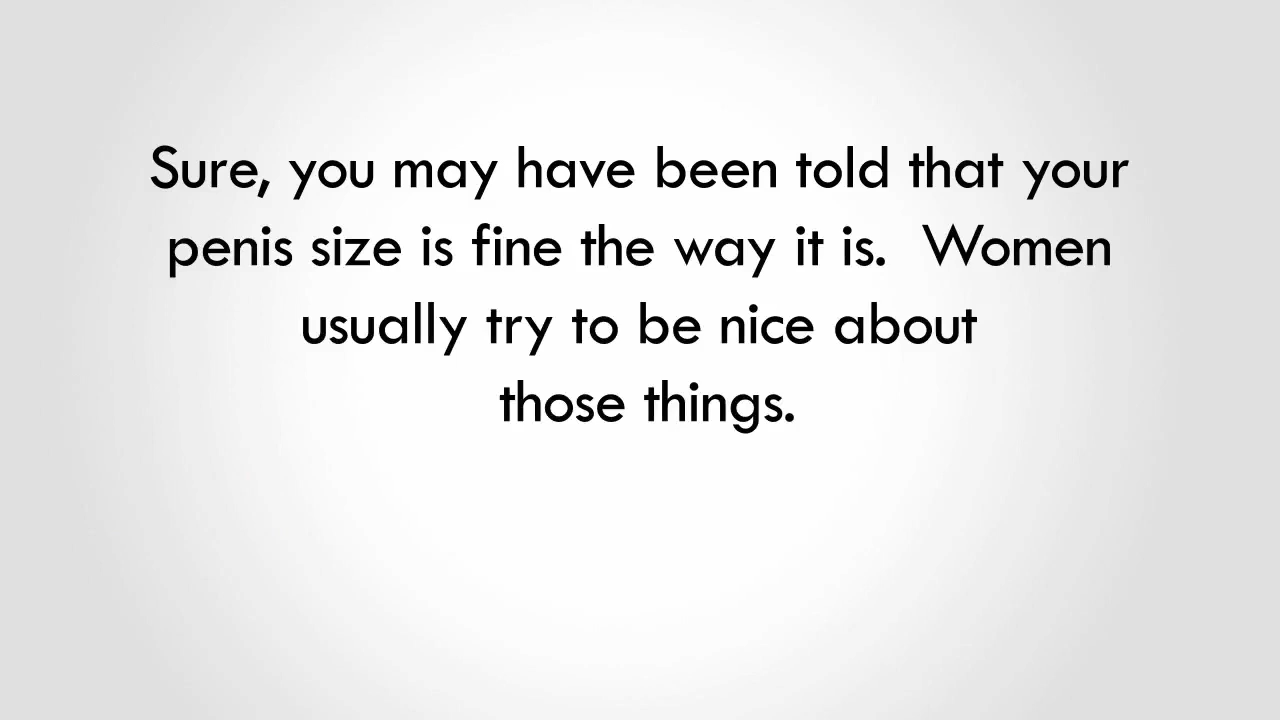 Sure, you may have been told that your
penis size is fine the way it is.  Women
usually try to be nice about
those things.